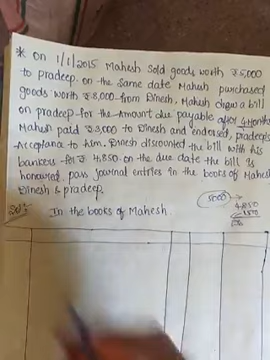 * On 1/1/2015 Mahesh sold goods worth ₹5,000
to pradeep. on the same date Mahesh purchased
goods worth ₹8,000 from Dinesh, Mahesh drew a bill
on pradeep for the Amount due payable after 4 Months
Mahesh paid ₹3,000 to Dinesh and endorsed, pradeep's
Acceptance to him. Dinesh discounted the bill with his
bankers for ₹ 4,850. on the due date the bill is
honoured. pass journal entries in the books of Mahesh
Dinesh & pradeep.
5000
4850
Sol:
In the books of Mahesh.